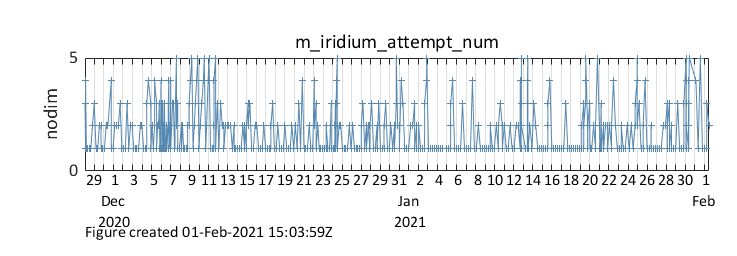 m_iridium_attempt_num
5
nodim
0
29 1 3 5 7 9 11 13 15 17 19 21 23 25 27 29 31 2 4 6 8 10 12 14 16 18 20 22 24 26 28 30 1
Dec Jan Feb
2020 2021
Figure created 01-Feb-2021 15:03:59Z